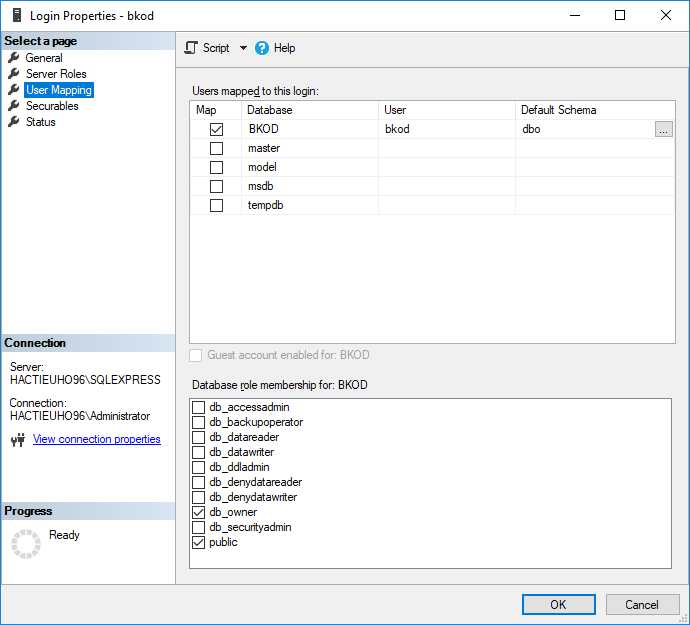 Login Properties - bkod
Select a page
General
Server Roles
User Mapping
Securables
Status
Script
Help
Users mapped to this login:
Map Database User Default Schema
BKOD bkod dbo ...
master
model
msdb
tempdb
Guest account enabled for: BKOD
Database role membership for: BKOD
db_accessadmin
db_backupoperator
db_datareader
db_datawriter
db_ddladmin
db_denydatareader
db_denydatawriter
db_owner
db_securityadmin
public
Connection
Server:
HACTIEUHO96\SQLEXPRESS
Connection:
HACTIEUHO96\Administrator
View connection properties
Progress
Ready
OK Cancel